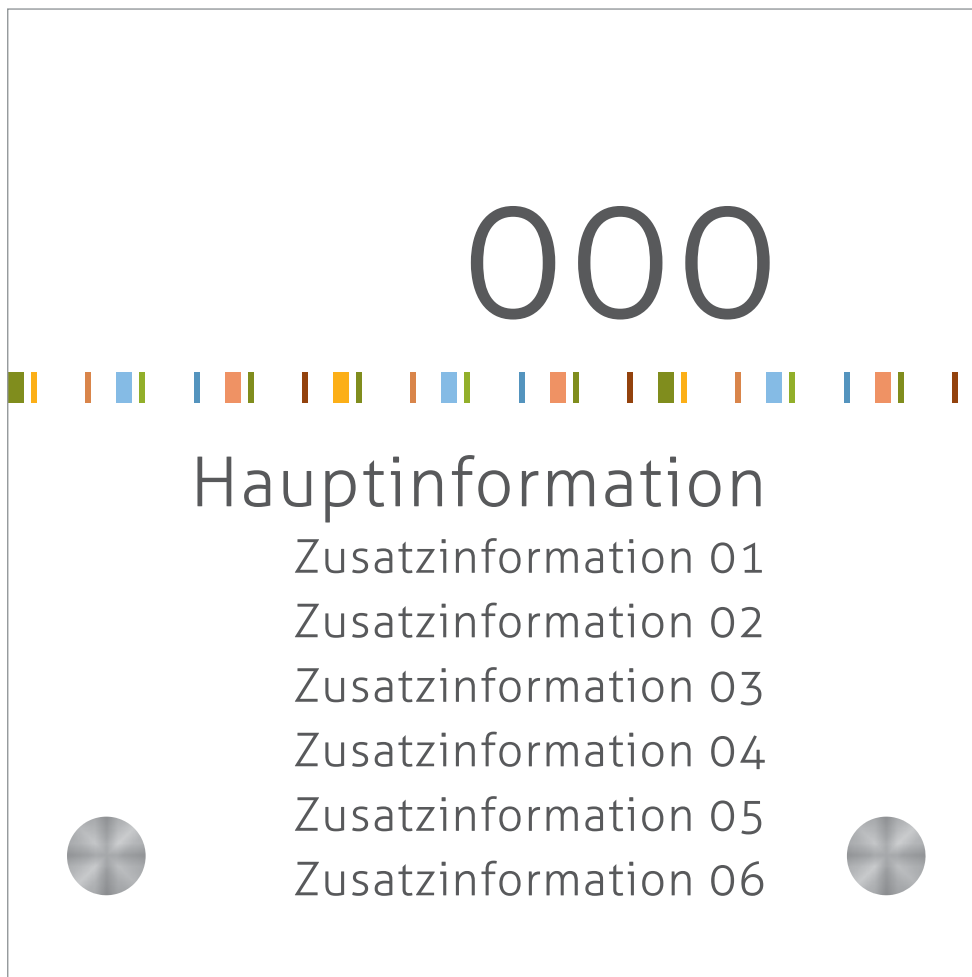 000
Hauptinformation
Zusatzinformation 01
Zusatzinformation 02
Zusatzinformation 03
Zusatzinformation 04
Zusatzinformation 05
Zusatzinformation 06